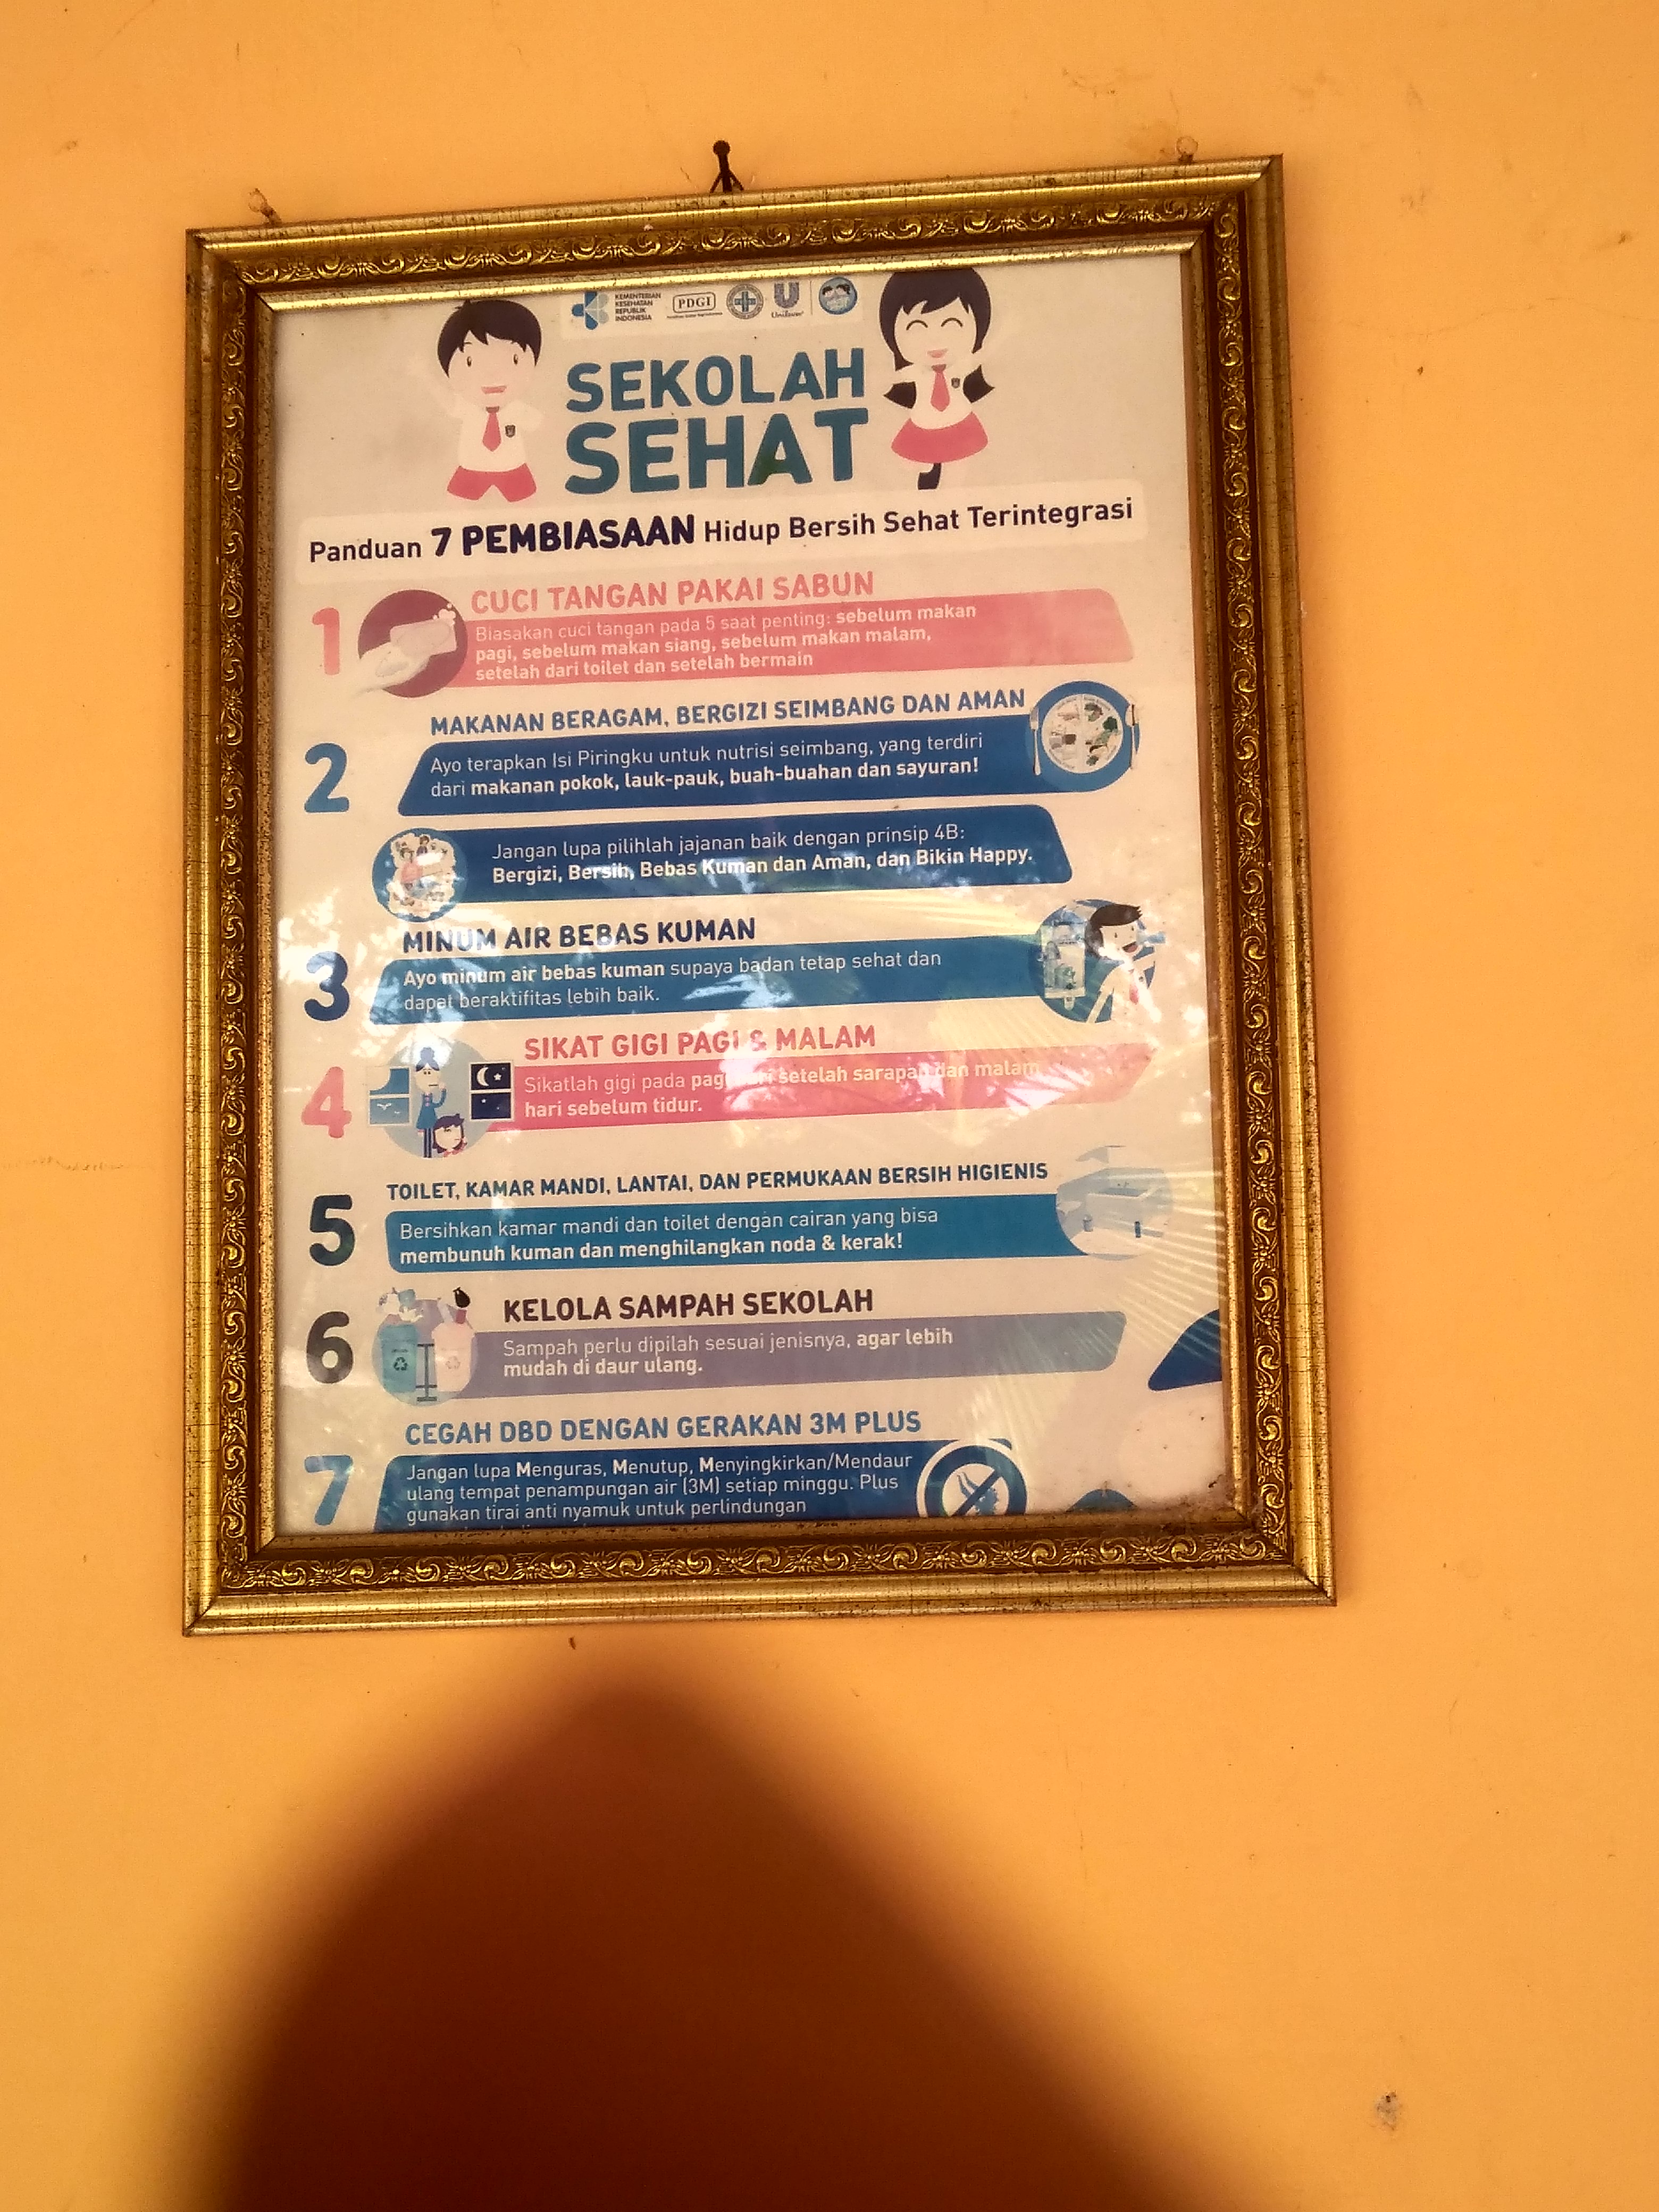 KEMENTERIAN
KESEHATAN
REPUBLIK
INDONESIA
PDGI
Unilever
SEKOLAH
SEHAT
Panduan 7 PEMBIASAAN Hidup Bersih Sehat Terintegrasi
1
CUCI TANGAN PAKAI SABUN
Biasakan cuci tangan pada 5 saat penting: sebelum makan
pagi, sebelum makan siang, sebelum makan malam,
setelah dari toilet dan setelah bermain
2
MAKANAN BERAGAM, BERGIZI SEIMBANG DAN AMAN
Ayo terapkan Isi Piringku untuk nutrisi seimbang, yang terdiri
dari makanan pokok, lauk-pauk, buah-buahan dan sayuran!
Jangan lupa pilihlah jajanan baik dengan prinsip 4B:
Bergizi, Bersih, Bebas Kuman dan Aman, dan Bikin Happy.
3
MINUM AIR BEBAS KUMAN
Ayo minum air bebas kuman supaya badan tetap sehat dan
dapat beraktifitas lebih baik.
4
SIKAT GIGI PAGI & MALAM
Sikatlah gigi pada pagi setelah sarapan dan malam
hari sebelum tidur.
5
TOILET, KAMAR MANDI, LANTAI, DAN PERMUKAAN BERSIH HIGIENIS
Bersihkan kamar mandi dan toilet dengan cairan yang bisa
membunuh kuman dan menghilangkan noda & kerak!
6
KELOLA SAMPAH SEKOLAH
Sampah perlu dipilah sesuai jenisnya, agar lebih
mudah di daur ulang.
7
CEGAH DBD DENGAN GERAKAN 3M PLUS
Jangan lupa Menguras, Menutup, Menyingkirkan/Mendaur
ulang tempat penampungan air (3M) setiap minggu. Plus
gunakan tirai anti nyamuk untuk perlindungan